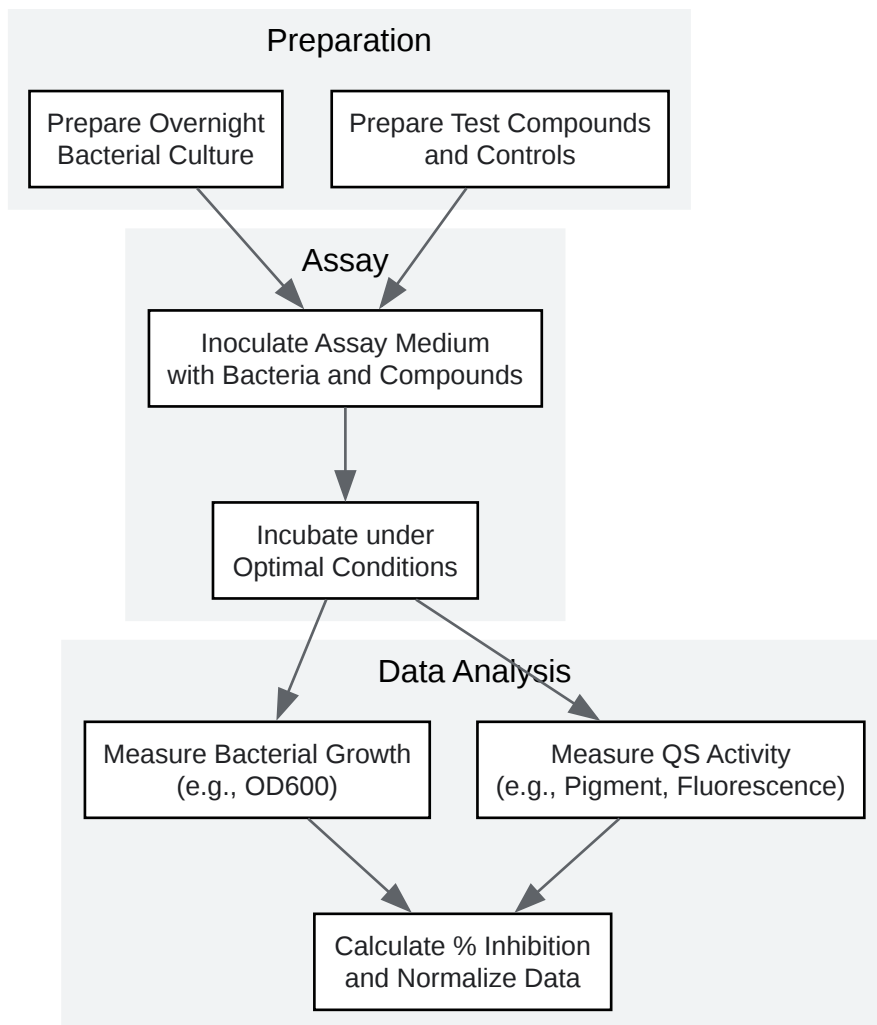 Preparation
Prepare Overnight
Bacterial Culture
Prepare Test Compounds
and Controls
Assay
Inoculate Assay Medium
with Bacteria and Compounds
Incubate under
Optimal Conditions
Data Analysis
Measure Bacterial Growth
(e.g., OD600)
Measure QS Activity
(e.g., Pigment, Fluorescence)
Calculate % Inhibition
and Normalize Data